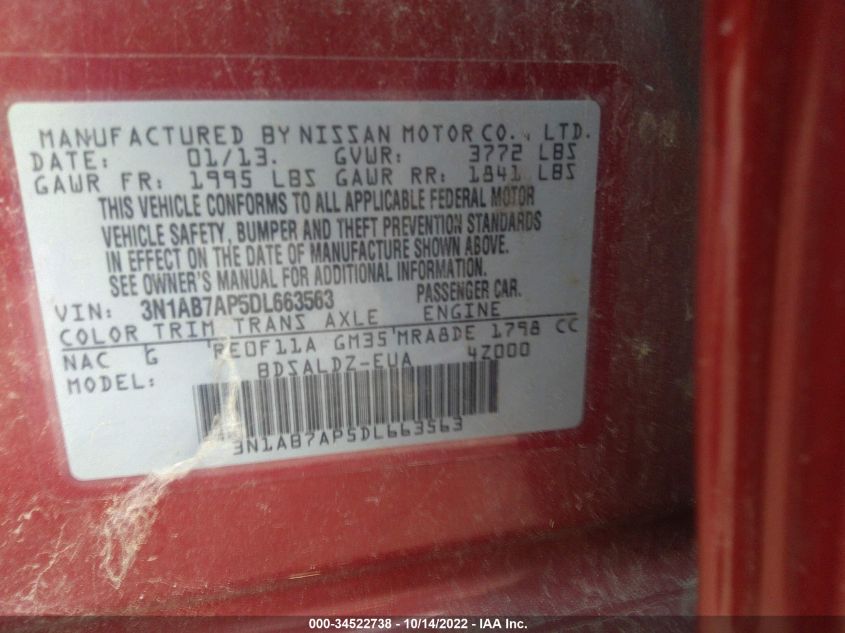 MANUFACTURED BY NISSAN MOTOR CO., LTD.
DATE: 01/13. GVWR: 3772 LBS
GAWR FR: 1995 LBS GAWR RR: 1841 LBS
THIS VEHICLE CONFORMS TO ALL APPLICABLE FEDERAL MOTOR
VEHICLE SAFETY, BUMPER AND THEFT PREVENTION STANDARDS
IN EFFECT ON THE DATE OF MANUFACTURE SHOWN ABOVE.
SEE OWNER'S MANUAL FOR ADDITIONAL INFORMATION.
VIN: 3N1AB7AP5DL663563 PASSENGER CAR.
COLOR TRIM TRANS AXLE ENGINE
NAC G RE0F11A GM35 MRA8DE 1798 CC
MODEL: BDSALDZ-EUA 4Z000
3N1AB7AP5DL663563
000-34522738 - 10/14/2022 - IAA Inc.